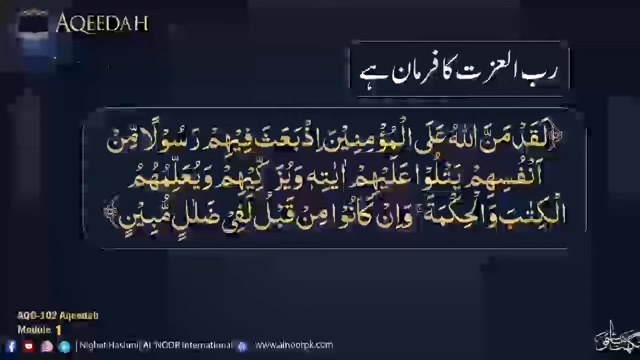 AQEEDAH
رب العزت کا فرمان ہے
﴿لَقَدْ مَنَّ اللّٰهُ عَلَى الْمُؤْمِنِيْنَ اِذْ بَعَثَ فِيْهِمْ رَسُوْلًا مِّنْ
اَنْفُسِهِمْ يَتْلُوْا عَلَيْهِمْ اٰيٰتِهٖ وَيُزَكِّيْهِمْ وَيُعَلِّمُهُمُ
الْكِتٰبَ وَالْحِكْمَةَ ۚ وَاِنْ كَانُوْا مِنْ قَبْلُ لَفِيْ ضَلٰلٍ مُّبِيْنٍ﴾
AQD-102 Aqeedah
Module 1
Nighat Hashmi | Al-NOOR International
www.alnoorpk.com